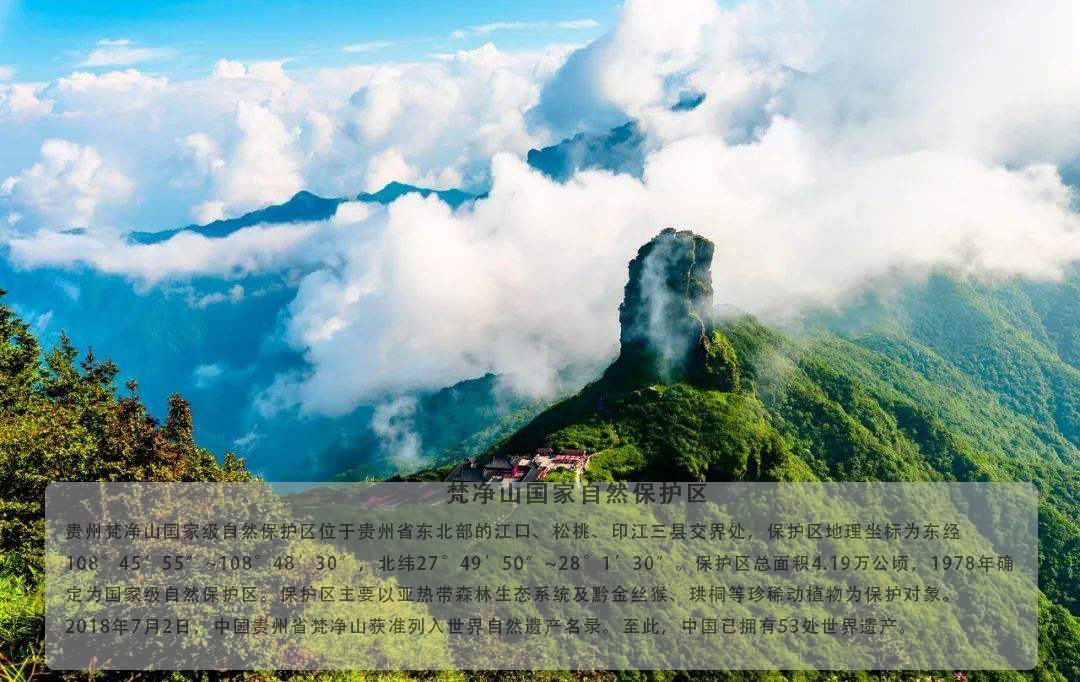 梵净山国家自然保护区
贵州梵净山国家级自然保护区位于贵州省东北部的江口、松桃、印江三县交界处，保护区地理坐标为东经
108°45′55″~108°48′30″，北纬27°49′50″~28°1′30″。保护区总面积4.19万公顷，1978年确
定为国家级自然保护区。保护区主要以亚热带森林生态系统及黔金丝猴、珙桐等珍稀动植物为保护对象。
2018年7月2日，中国贵州省梵净山获准列入世界自然遗产名录。至此，中国已拥有53处世界遗产。